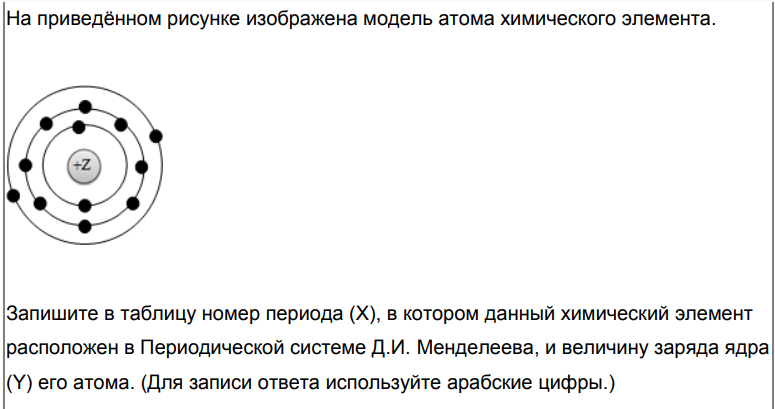 На приведённом рисунке изображена модель атома химического элемента.
+Z
Запишите в таблицу номер периода (X), в котором данный химический элемент
расположен в Периодической системе Д.И. Менделеева, и величину заряда ядра
(Y) его атома. (Для записи ответа используйте арабские цифры.)